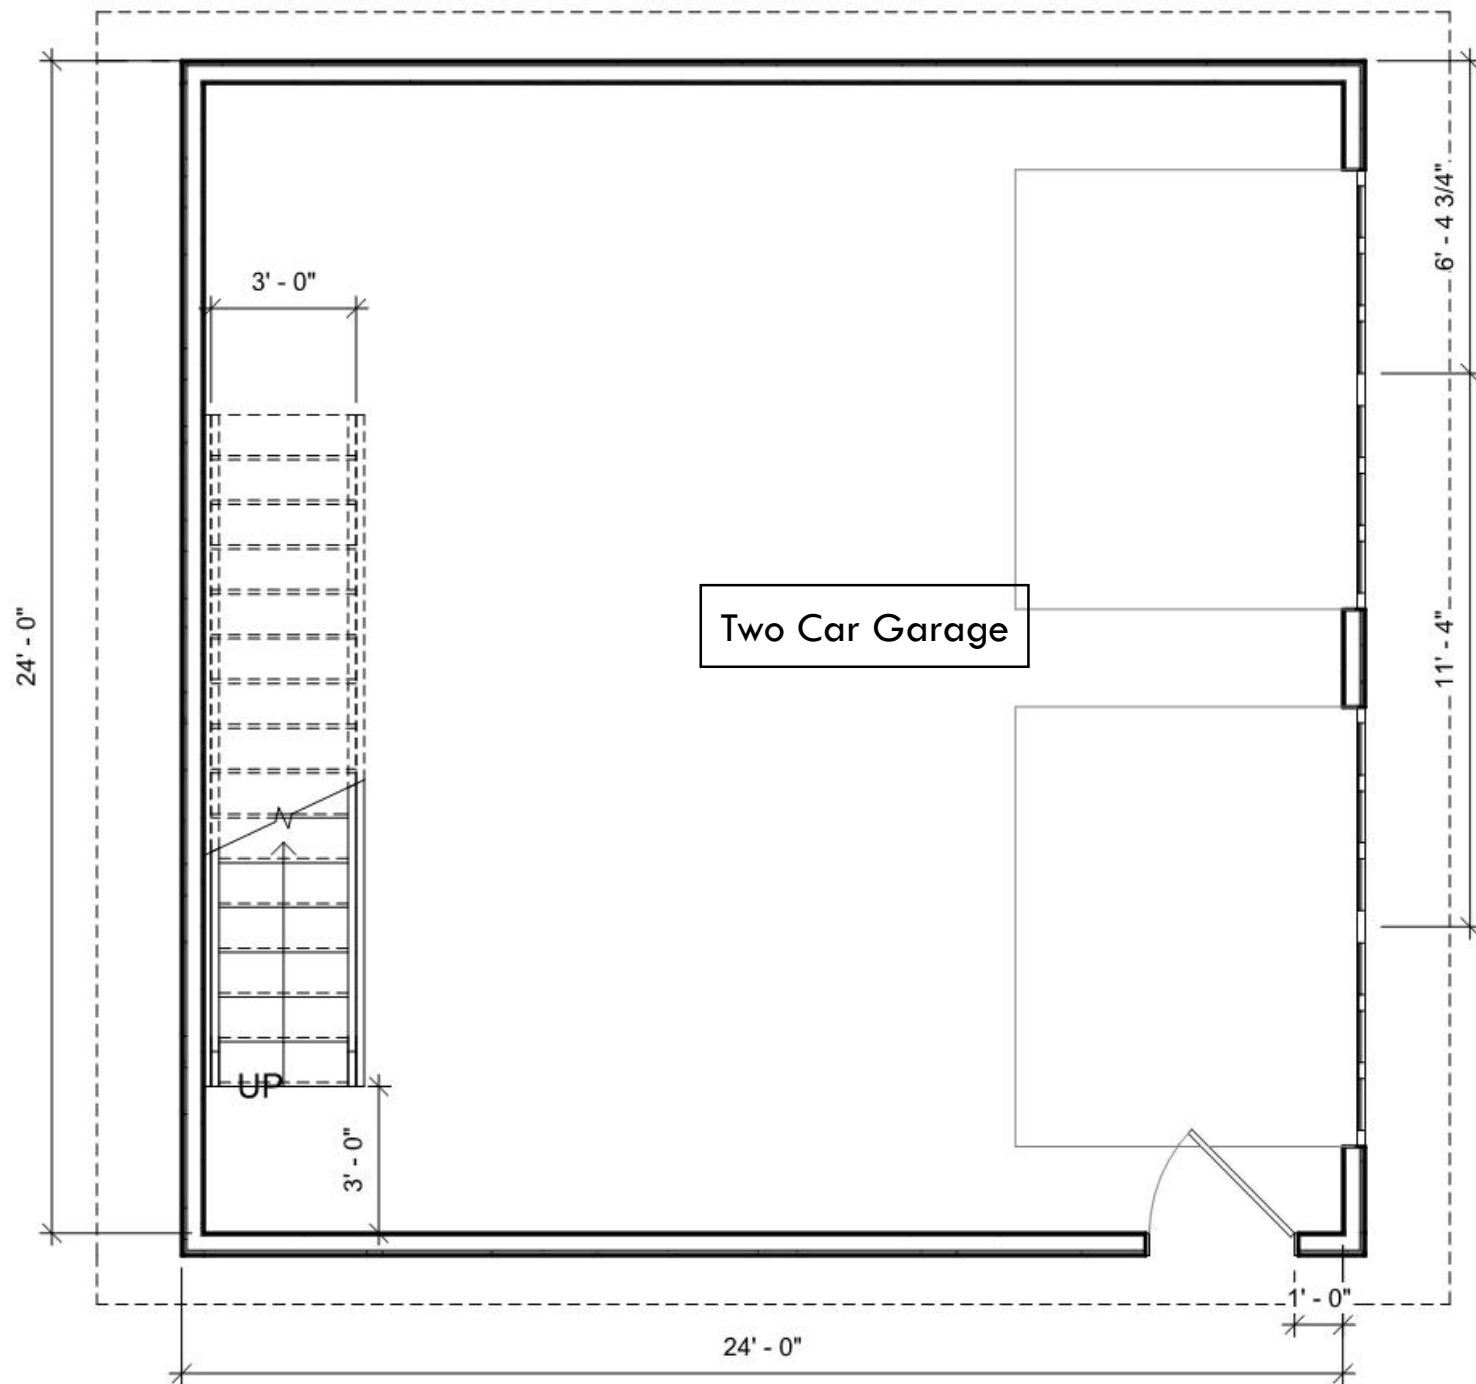 6' - 4 3/4"
3' - 0"
24' - 0"
Two Car Garage
11' - 4"
UP
3' - 0"
1' - 0"
24' - 0"